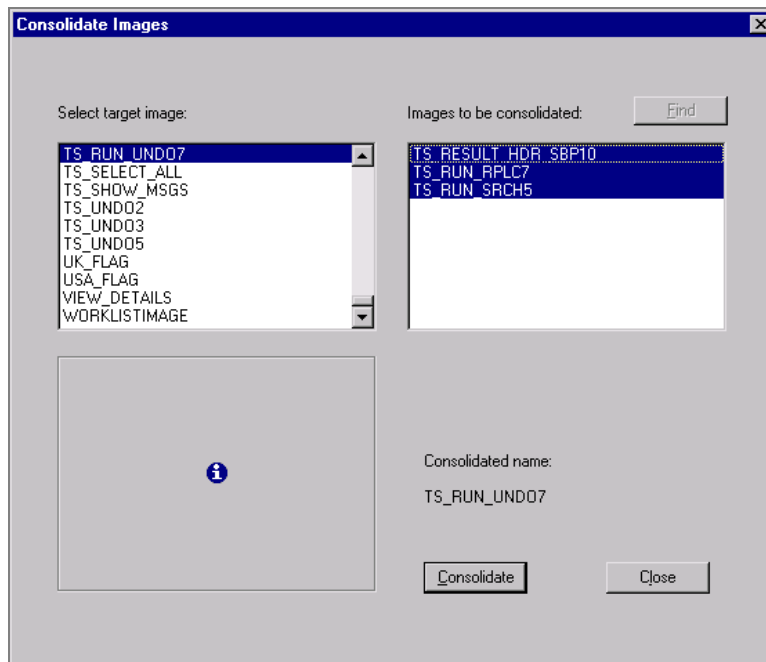 Consolidate Images
Select target image:
Images to be consolidated:
Find
TS_RUN_UNDO7
TS_SELECT_ALL
TS_SHOW_MSGS
TS_UNDO2
TS_UNDO3
TS_UNDO5
UK_FLAG
USA_FLAG
VIEW_DETAILS
WORKLISTIMAGE
TS_RESULT_HDR_SBP10
TS_RUN_RPLC7
TS_RUN_SRCH5
Consolidated name:
TS_RUN_UNDO7
Consolidate
Close